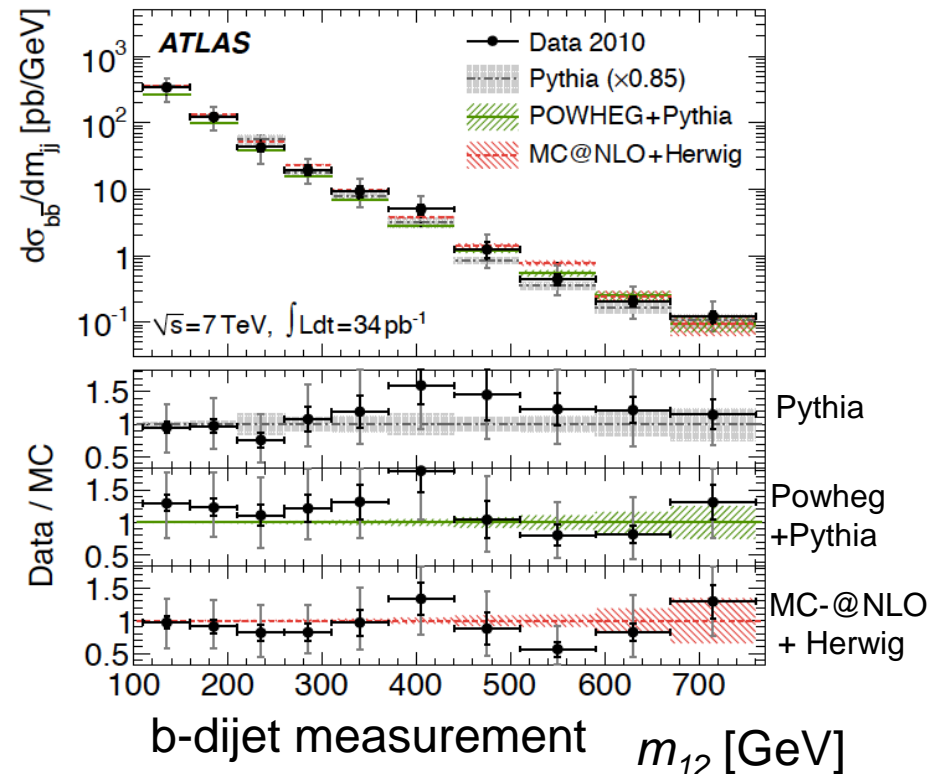 ATLAS
Data 2010
Pythia (×0.85)
POWHEG+Pythia
MC@NLO+Herwig
dσ_bb̅/dm_jj [pb/GeV]
10³
10²
10
1
10⁻¹
√s=7 TeV, ∫Ldt=34 pb⁻¹
Data / MC
1.5
1
0.5
Pythia
1.5
1
0.5
Powheg
+Pythia
1.5
1
0.5
MC-@NLO
+ Herwig
100 200 300 400 500 600 700
b-dijet measurement m₁₂ [GeV]